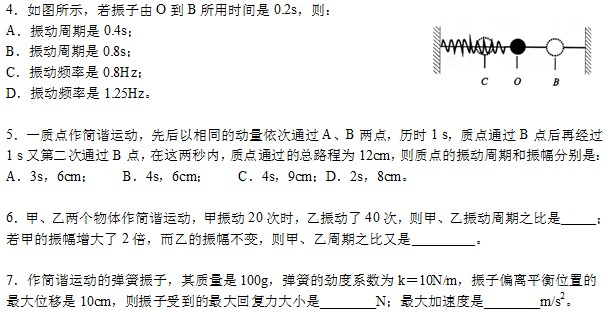 4．如图所示，若振子由 O 到 B 所用时间是 0.2s，则：
A．振动周期是 0.4s；
B．振动周期是 0.8s；
C．振动频率是 0.8Hz；
D．振动频率是 1.25Hz。
C O B
5．一质点作简谐运动，先后以相同的动量依次通过 A、B 两点，历时 1 s，质点通过 B 点后再经过
1 s 又第二次通过 B 点，在这两秒内，质点通过的总路程为 12cm，则质点的振动周期和振幅分别是：
A．3s，6cm； B．4s，6cm； C．4s，9cm；D．2s，8cm。
6．甲、乙两个物体作简谐运动，甲振动 20 次时，乙振动了 40 次，则甲、乙振动周期之比是_____；
若甲的振幅增大了 2 倍，而乙的振幅不变，则甲、乙周期之比又是_________。
7．作简谐运动的弹簧振子，其质量是 100g，弹簧的劲度系数为 k＝10N/m，振子偏离平衡位置的
最大位移是 10cm，则振子受到的最大回复力大小是________N；最大加速度是________m/s²。